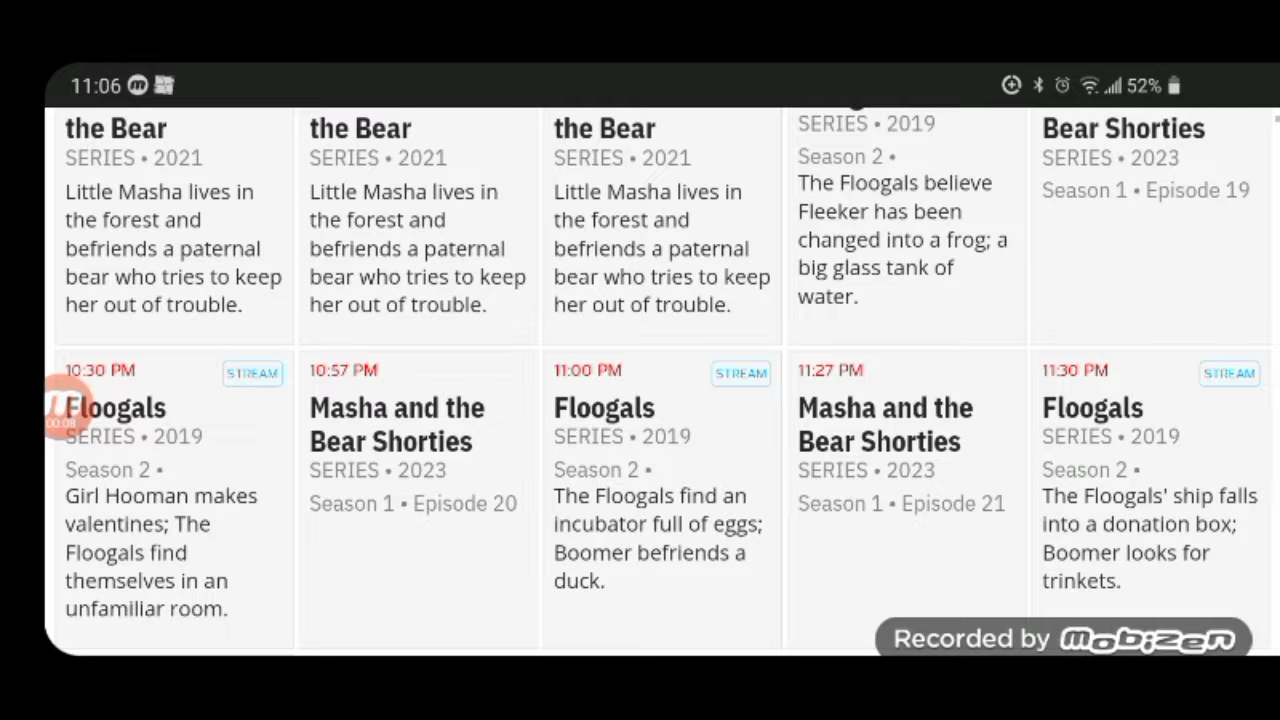 11:06
52%
the Bear
SERIES • 2021
Little Masha lives in
the forest and
befriends a paternal
bear who tries to keep
her out of trouble.
the Bear
SERIES • 2021
Little Masha lives in
the forest and
befriends a paternal
bear who tries to keep
her out of trouble.
the Bear
SERIES • 2021
Little Masha lives in
the forest and
befriends a paternal
bear who tries to keep
her out of trouble.
SERIES • 2019
Season 2 •
The Floogals believe
Fleeker has been
changed into a frog; a
big glass tank of
water.
Bear Shorties
SERIES • 2023
Season 1 • Episode 19
10:30 PM STREAM
Floogals
SERIES • 2019
Season 2 •
Girl Hooman makes
valentines; The
Floogals find
themselves in an
unfamiliar room.
00:08
10:57 PM
Masha and the
Bear Shorties
SERIES • 2023
Season 1 • Episode 20
11:00 PM STREAM
Floogals
SERIES • 2019
Season 2 •
The Floogals find an
incubator full of eggs;
Boomer befriends a
duck.
11:27 PM
Masha and the
Bear Shorties
SERIES • 2023
Season 1 • Episode 21
11:30 PM STREAM
Floogals
SERIES • 2019
Season 2 •
The Floogals' ship falls
into a donation box;
Boomer looks for
trinkets.
Recorded by mobizen